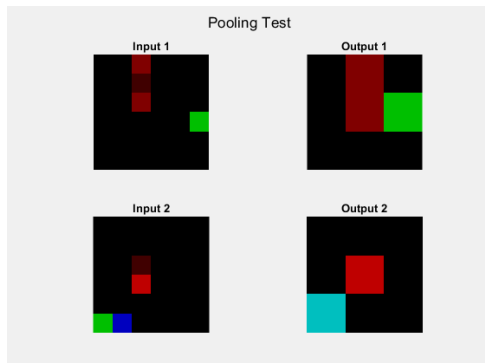 Pooling Test
Input 1
Output 1
Input 2
Output 2